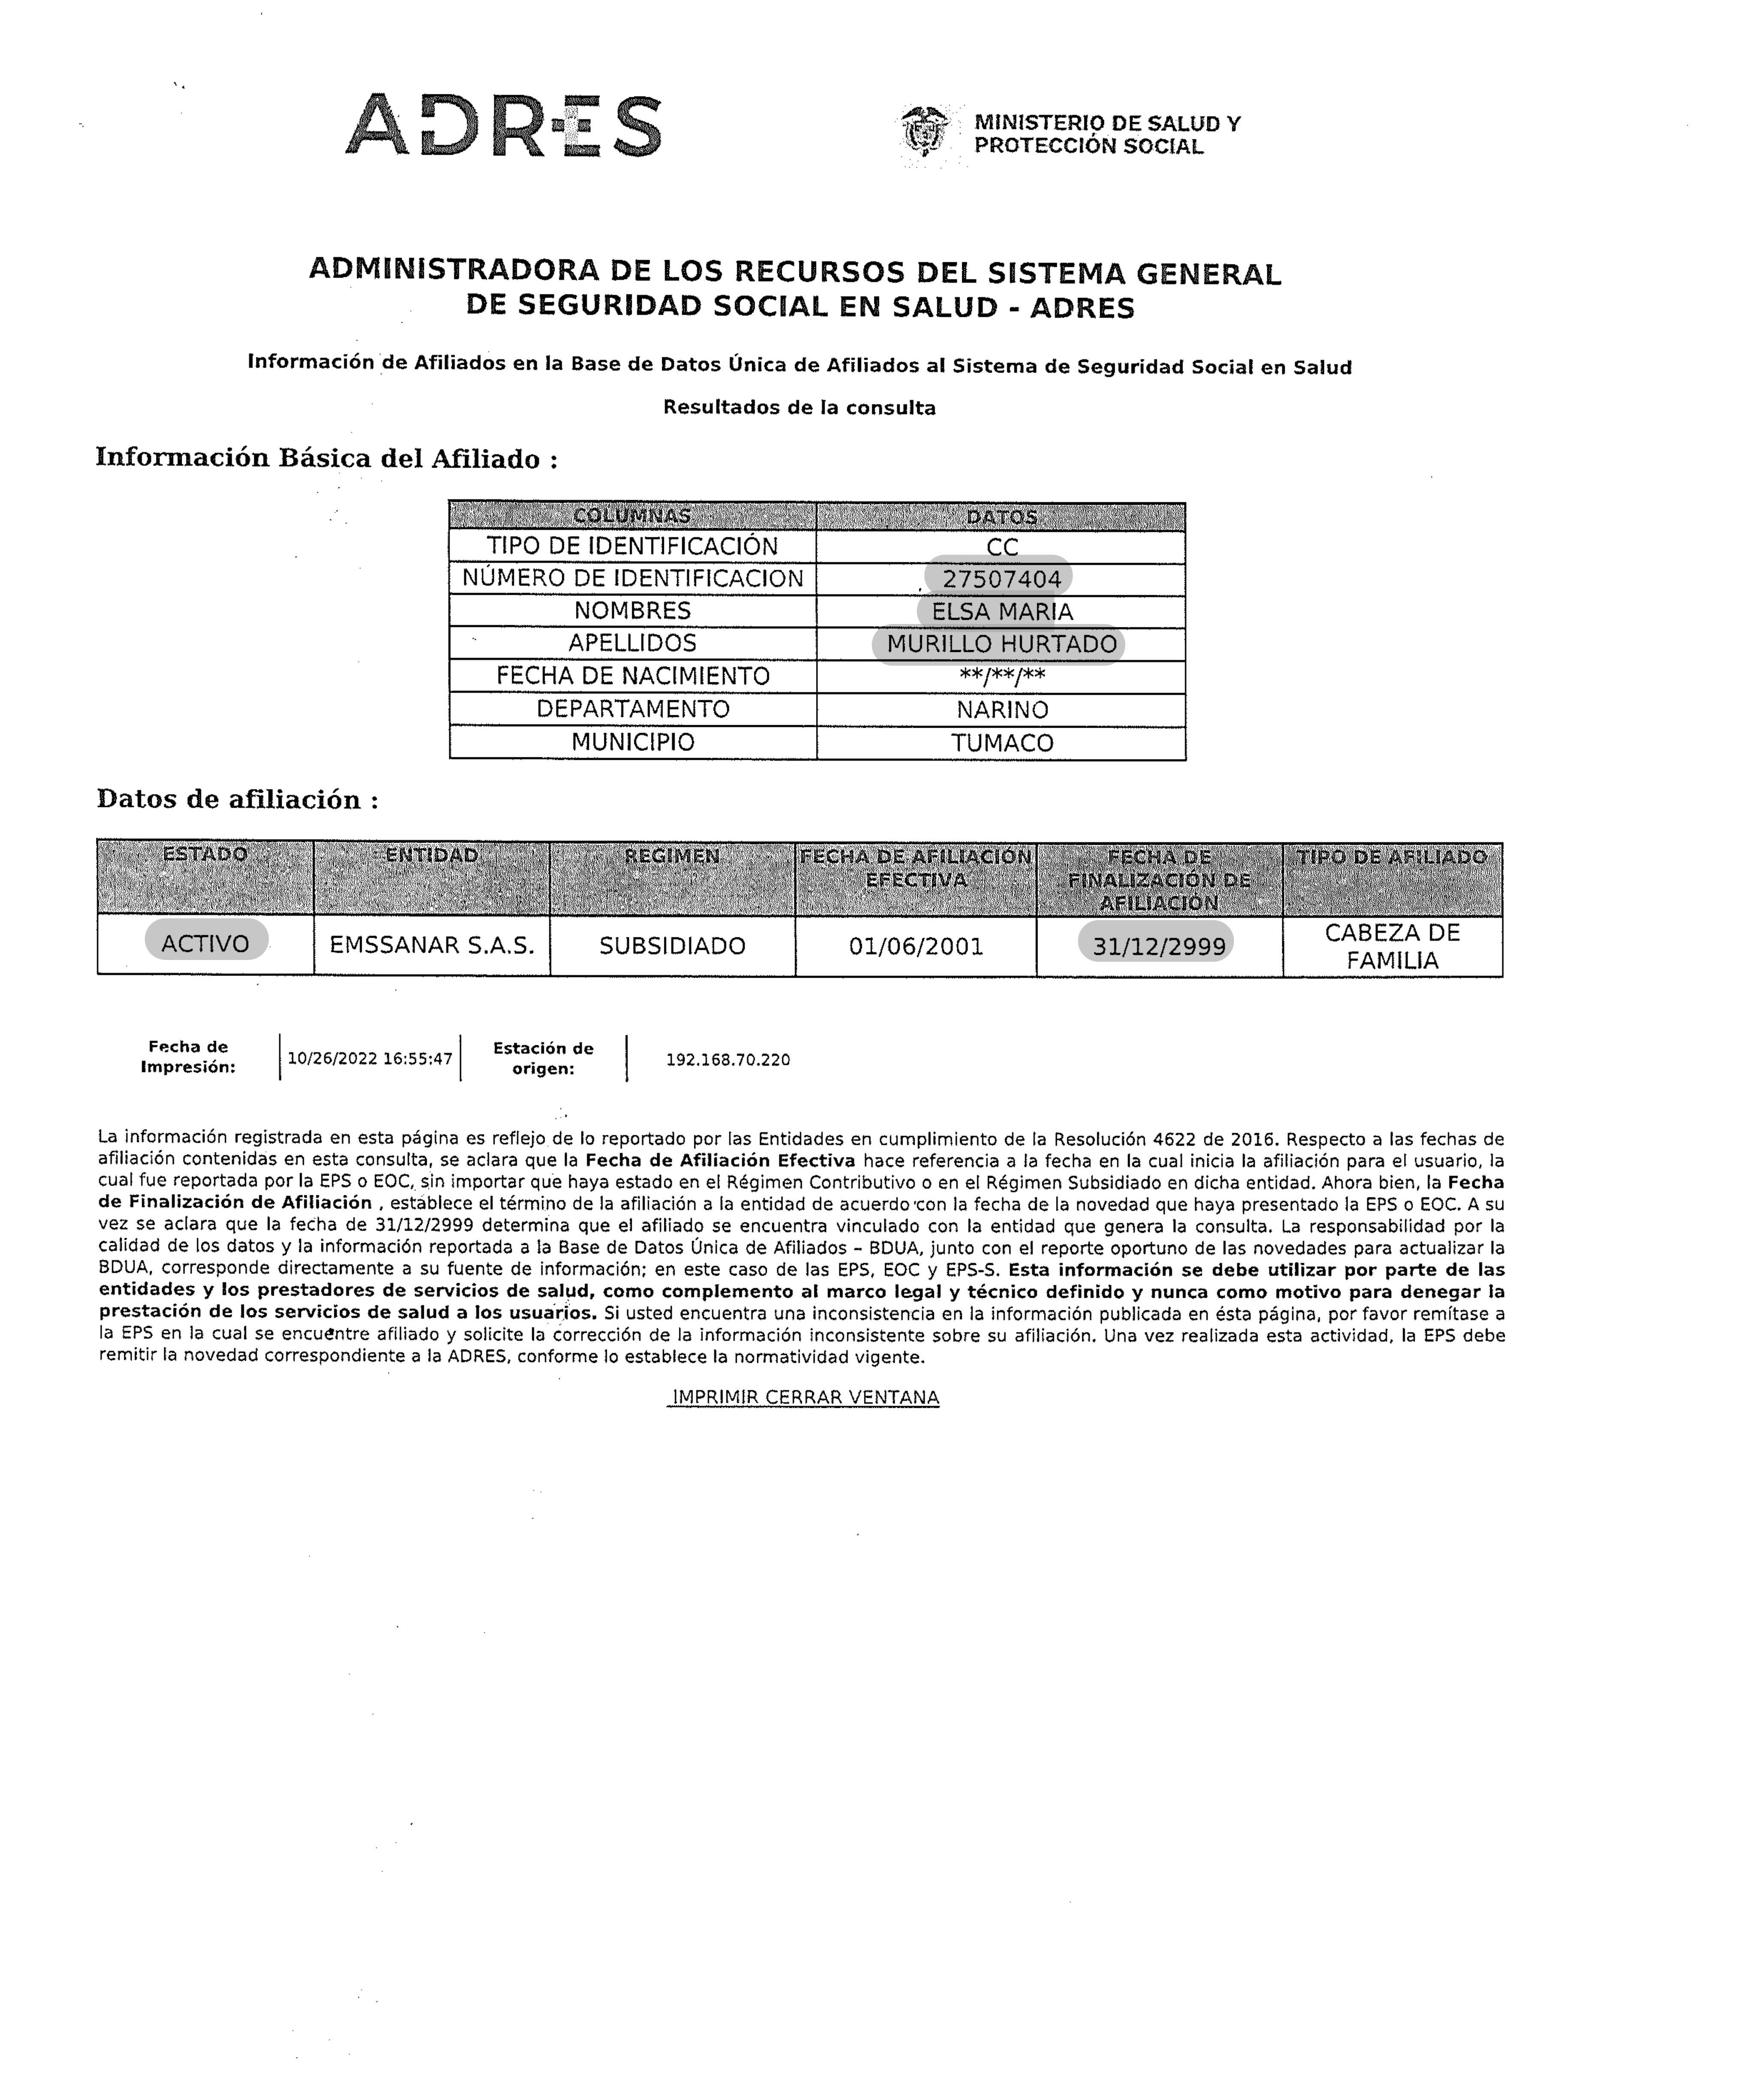 ADRES
MINISTERIO DE SALUD Y
PROTECCIÓN SOCIAL
ADMINISTRADORA DE LOS RECURSOS DEL SISTEMA GENERAL
DE SEGURIDAD SOCIAL EN SALUD - ADRES
Información de Afiliados en la Base de Datos Única de Afiliados al Sistema de Seguridad Social en Salud
Resultados de la consulta
Información Básica del Afiliado :
COLUMNAS DATOS
TIPO DE IDENTIFICACIÓN CC
NÚMERO DE IDENTIFICACION 27507404
NOMBRES ELSA MARIA
APELLIDOS MURILLO HURTADO
FECHA DE NACIMIENTO **/**/**
DEPARTAMENTO NARINO
MUNICIPIO TUMACO
Datos de afiliación :
ESTADO ENTIDAD REGIMEN FECHA DE AFILIACIÓN EFECTIVA FECHA DE FINALIZACIÓN DE AFILIACIÓN TIPO DE AFILIADO
ACTIVO EMSSANAR S.A.S. SUBSIDIADO 01/06/2001 31/12/2999 CABEZA DE FAMILIA
Fecha de Impresión: 10/26/2022 16:55:47 Estación de origen: 192.168.70.220
La información registrada en esta página es reflejo de lo reportado por las Entidades en cumplimiento de la Resolución 4622 de 2016. Respecto a las fechas de
afiliación contenidas en esta consulta, se aclara que la Fecha de Afiliación Efectiva hace referencia a la fecha en la cual inicia la afiliación para el usuario, la
cual fue reportada por la EPS o EOC, sin importar que haya estado en el Régimen Contributivo o en el Régimen Subsidiado en dicha entidad. Ahora bien, la Fecha
de Finalización de Afiliación , establece el término de la afiliación a la entidad de acuerdo con la fecha de la novedad que haya presentado la EPS o EOC. A su
vez se aclara que la fecha de 31/12/2999 determina que el afiliado se encuentra vinculado con la entidad que genera la consulta. La responsabilidad por la
calidad de los datos y la información reportada a la Base de Datos Única de Afiliados – BDUA, junto con el reporte oportuno de las novedades para actualizar la
BDUA, corresponde directamente a su fuente de información; en este caso de las EPS, EOC y EPS-S. Esta información se debe utilizar por parte de las
entidades y los prestadores de servicios de salud, como complemento al marco legal y técnico definido y nunca como motivo para denegar la
prestación de los servicios de salud a los usuarios. Si usted encuentra una inconsistencia en la información publicada en ésta página, por favor remítase a
la EPS en la cual se encuentre afiliado y solicite la corrección de la información inconsistente sobre su afiliación. Una vez realizada esta actividad, la EPS debe
remitir la novedad correspondiente a la ADRES, conforme lo establece la normatividad vigente.
IMPRIMIR CERRAR VENTANA